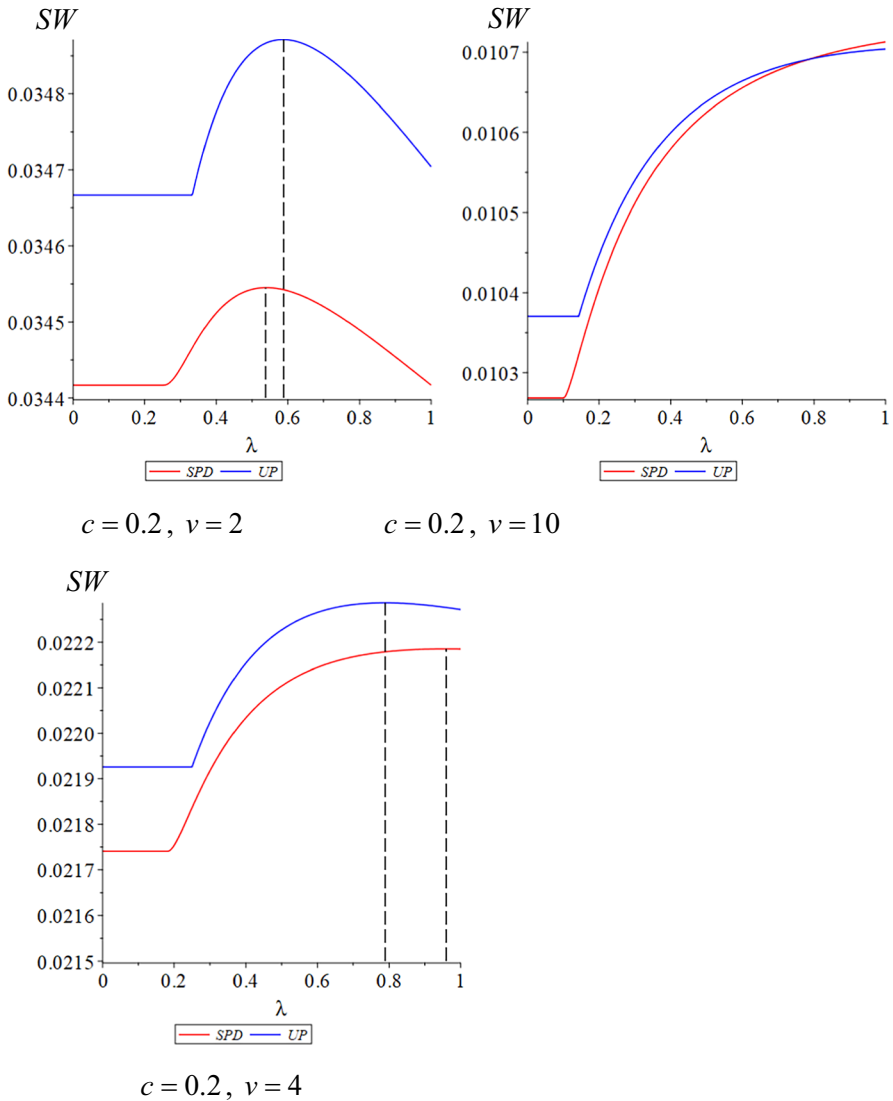 SW
0.0348
0.0347
0.0346
0.0345
0.0344
0 0.2 0.4 0.6 0.8 1
λ
SPD UP
c = 0.2, v = 2
SW
0.0107
0.0106
0.0105
0.0104
0.0103
0 0.2 0.4 0.6 0.8 1
λ
SPD UP
c = 0.2, v = 10
SW
0.0222
0.0221
0.0220
0.0219
0.0218
0.0217
0.0216
0.0215
0 0.2 0.4 0.6 0.8 1
λ
SPD UP
c = 0.2, v = 4